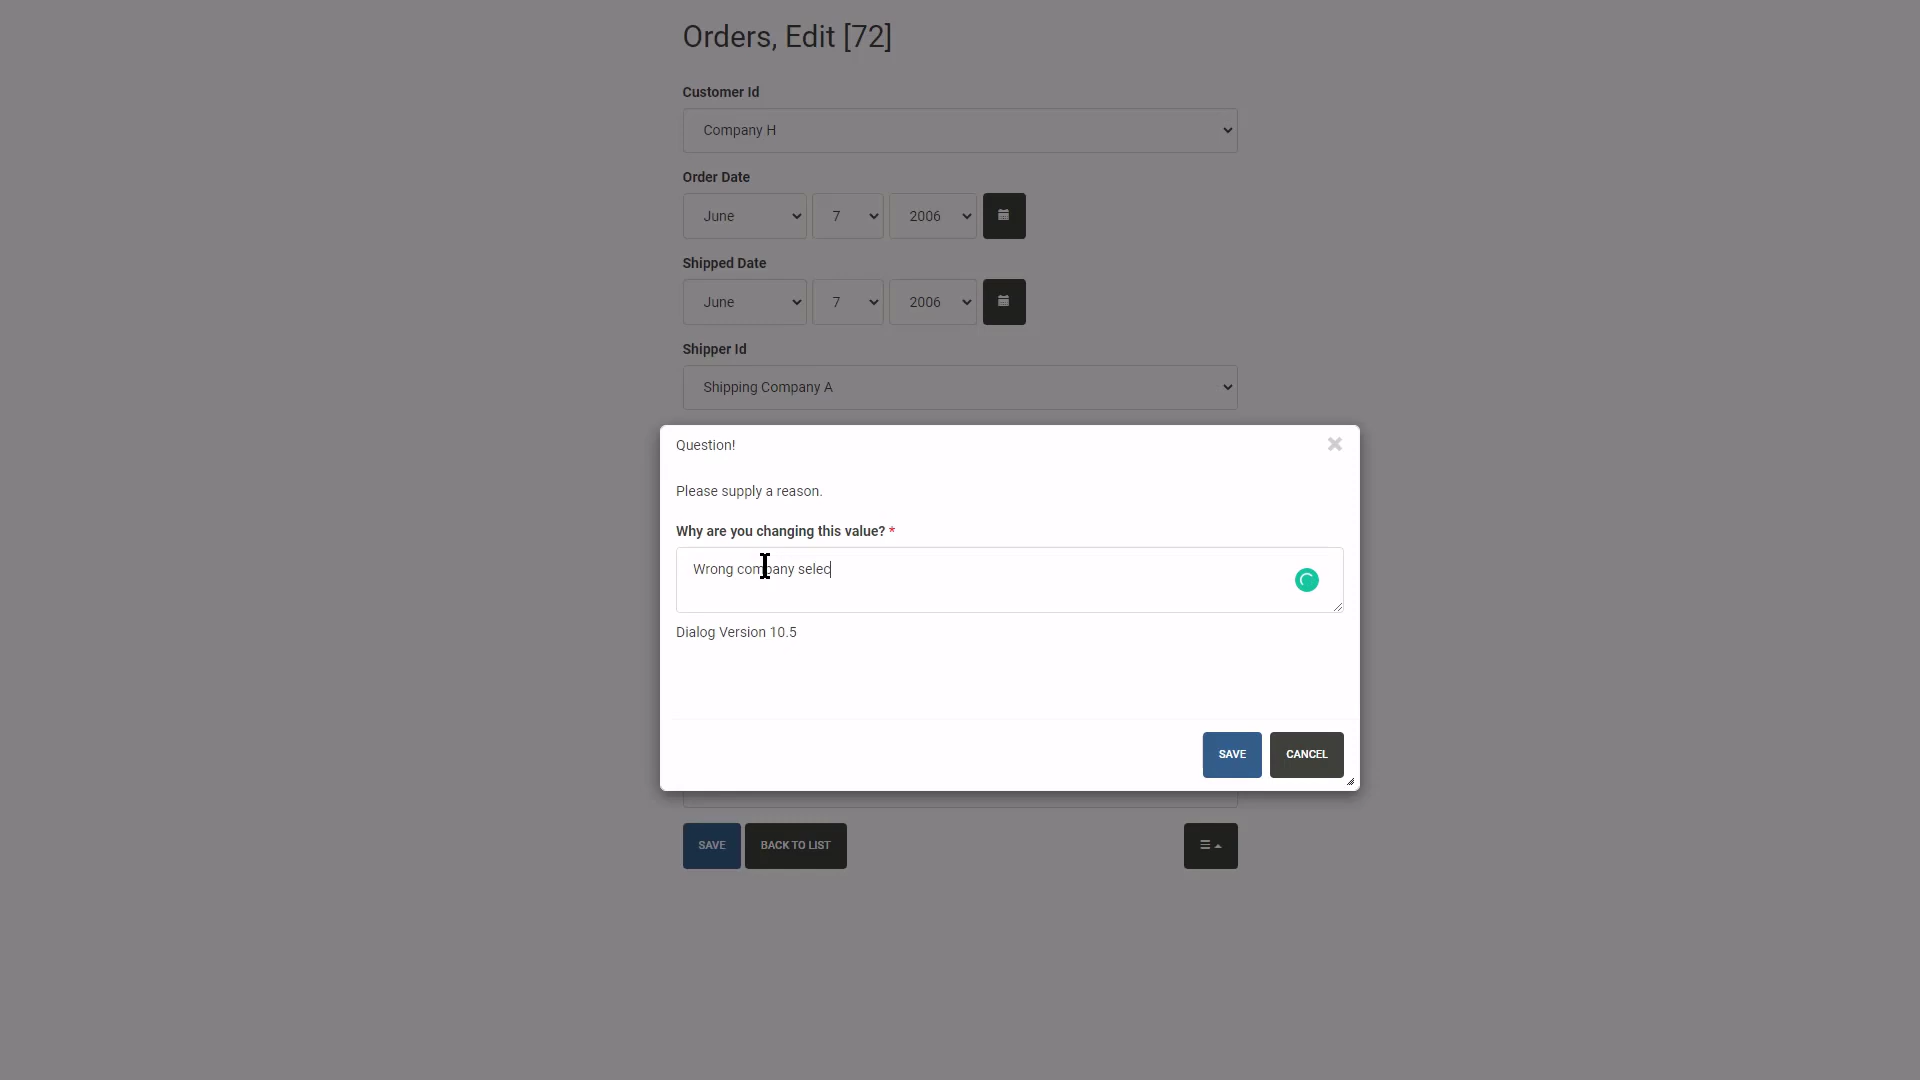 Orders, Edit [72]
Customer Id
Company H
Order Date
June 7 2006
Shipped Date
June 7 2006
Shipper Id
Shipping Company A
Question!
Please supply a reason.
Why are you changing this value? *
Wrong company selec
Dialog Version 10.5
SAVE CANCEL
SAVE BACK TO LIST